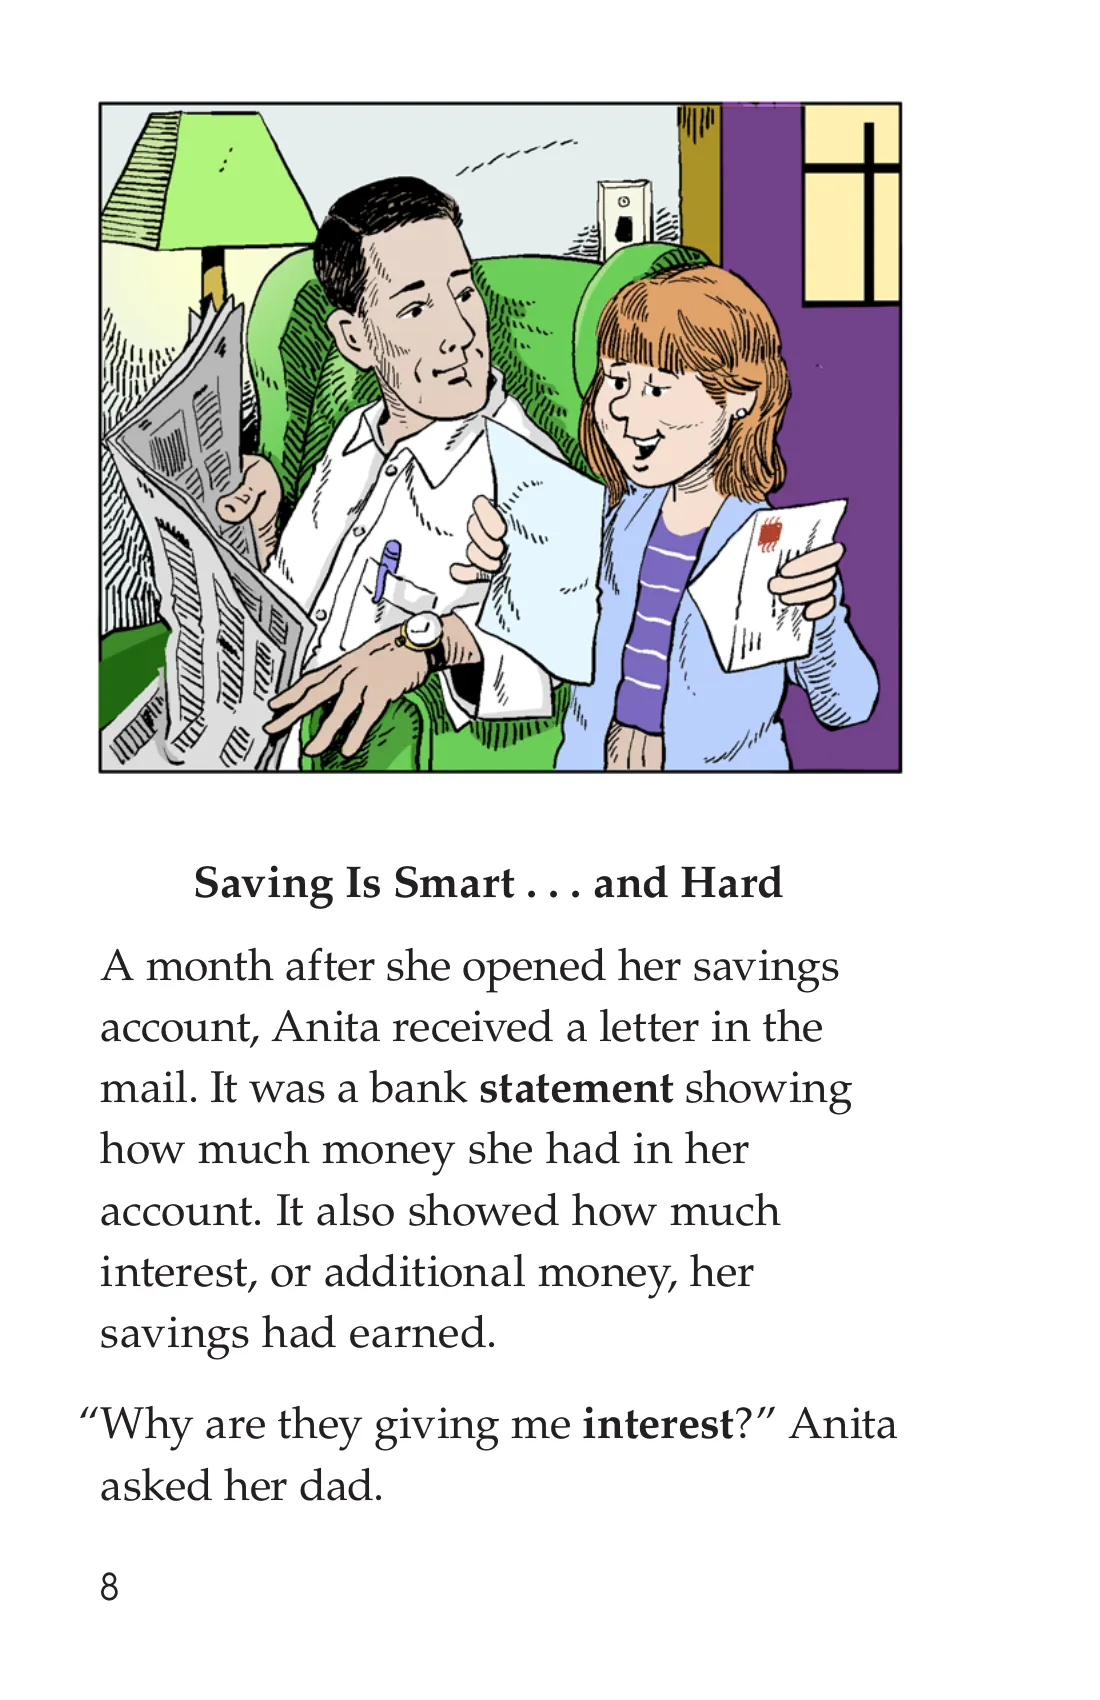 Saving Is Smart . . . and Hard
A month after she opened her savings
account, Anita received a letter in the
mail. It was a bank statement showing
how much money she had in her
account. It also showed how much
interest, or additional money, her
savings had earned.
“Why are they giving me interest?” Anita
asked her dad.
8